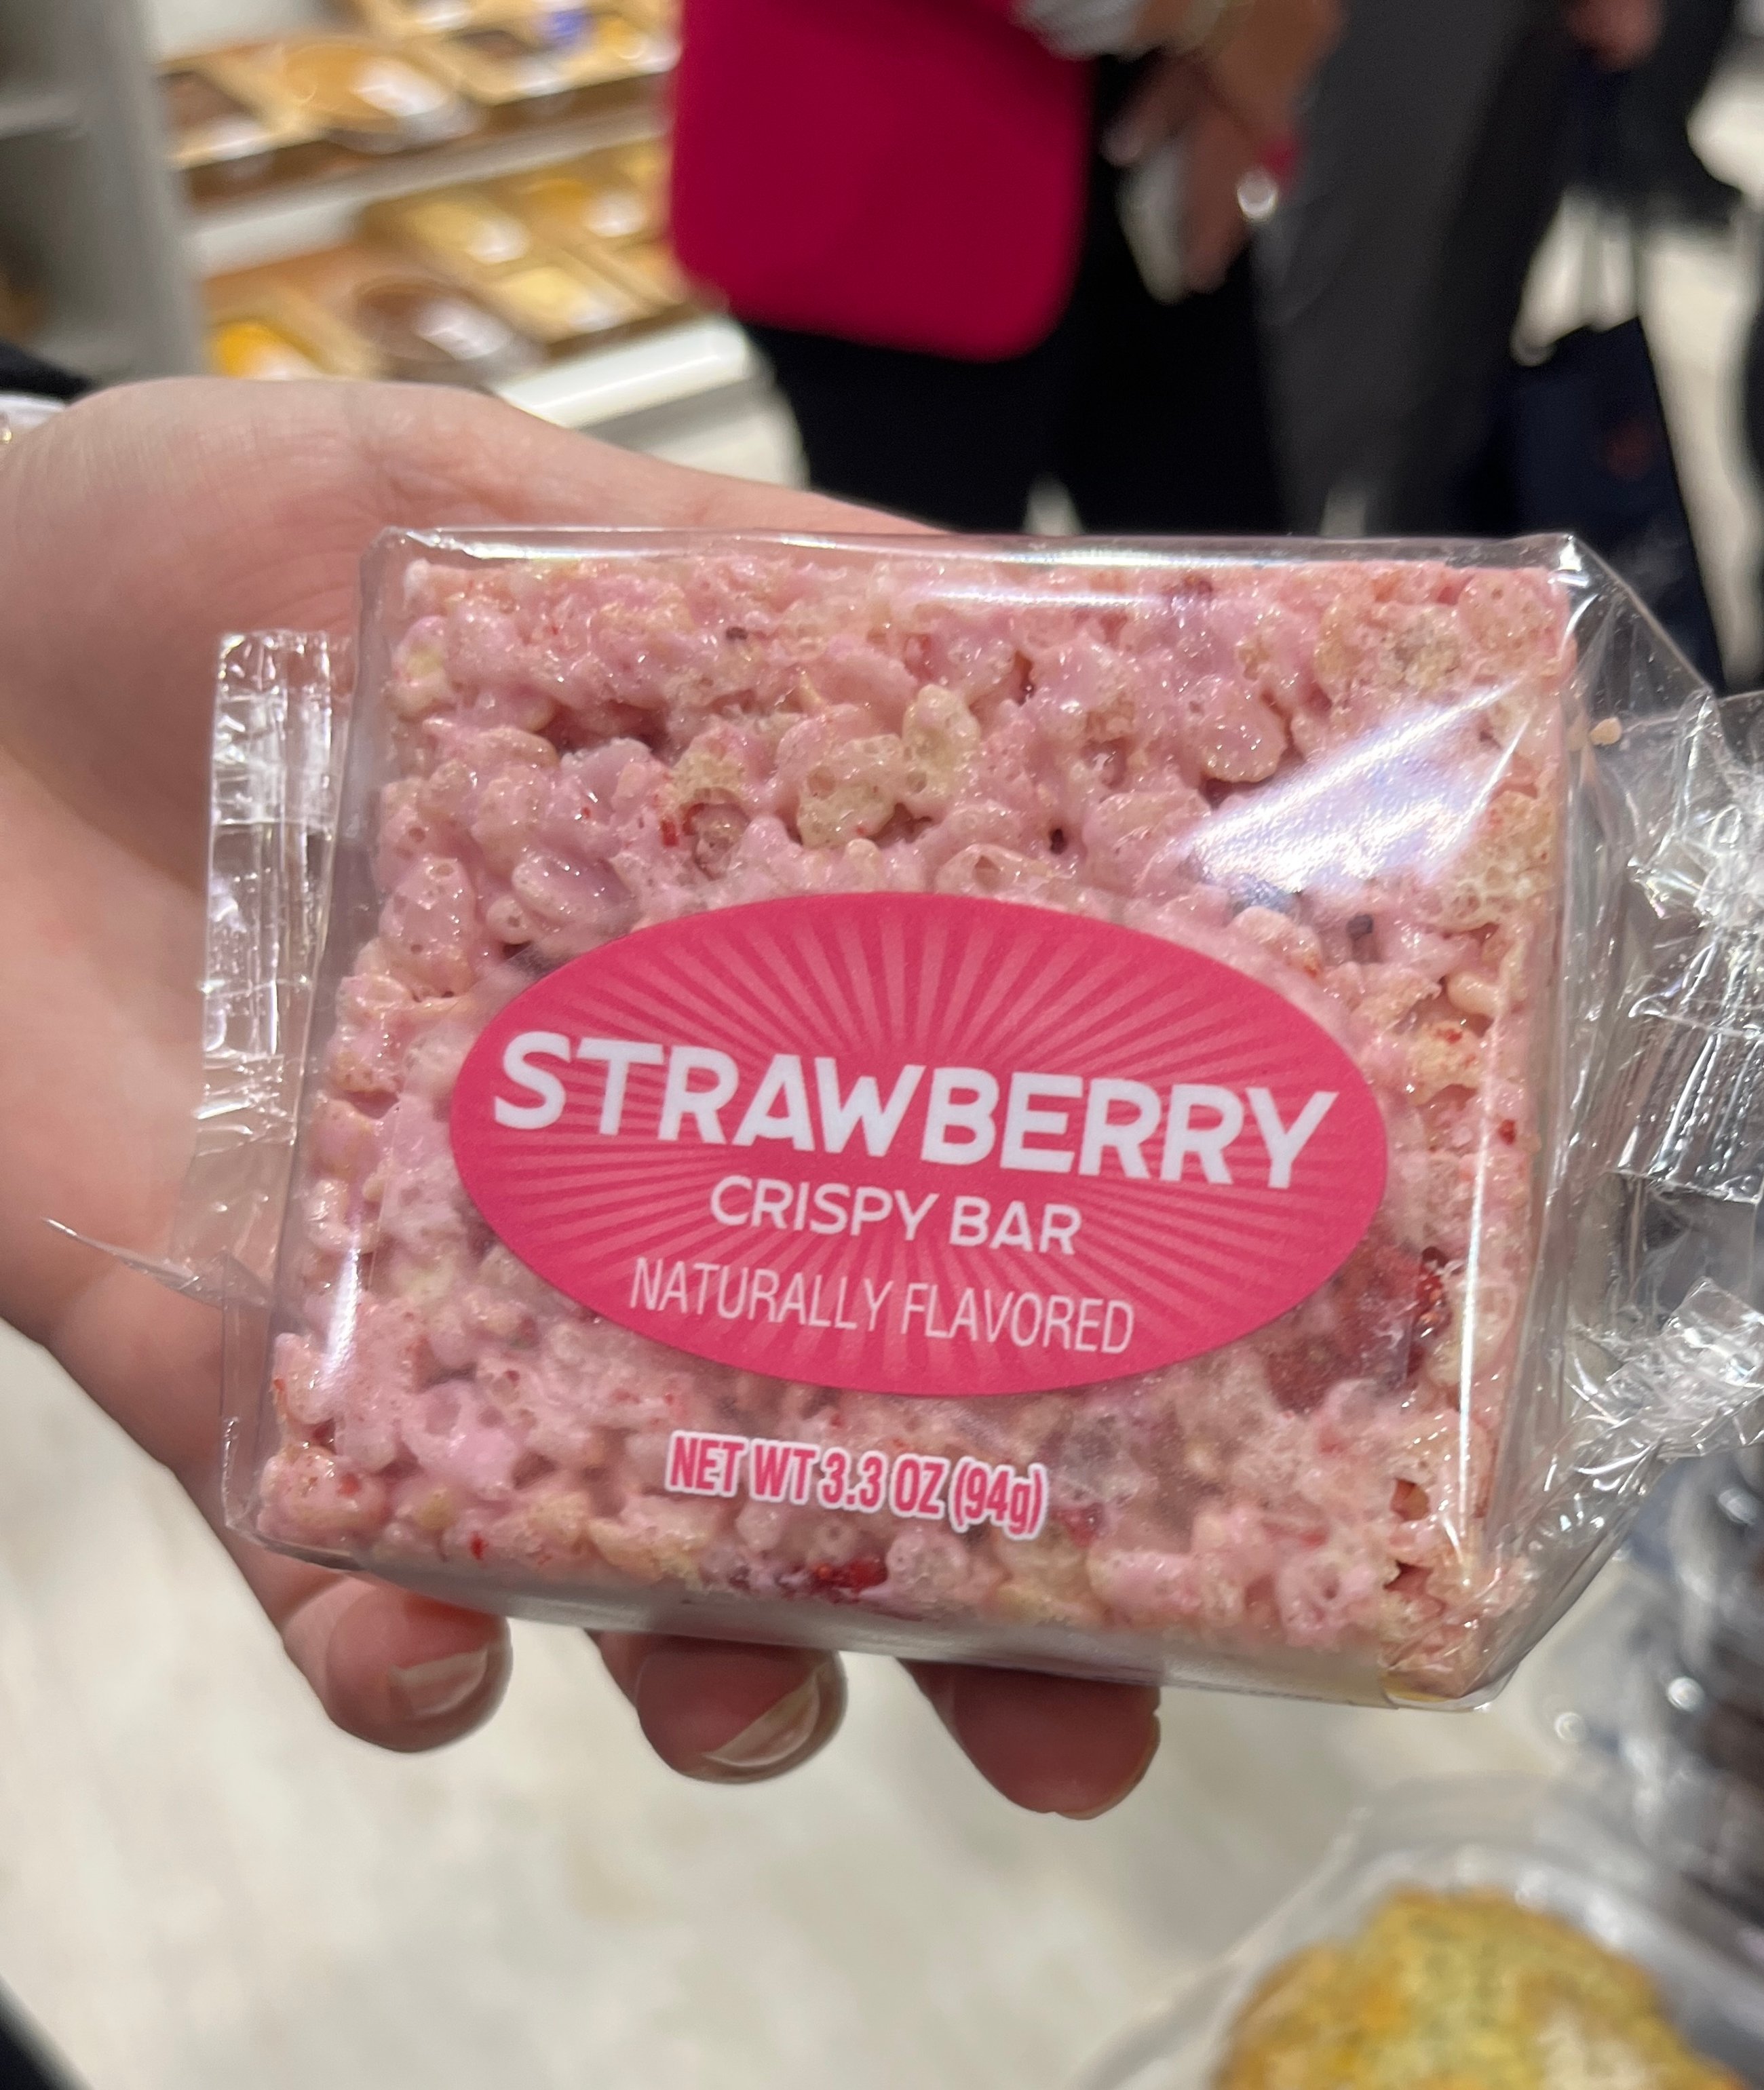 STRAWBERRY
CRISPY BAR
NATURALLY FLAVORED
NET WT 3.3 OZ (94g)